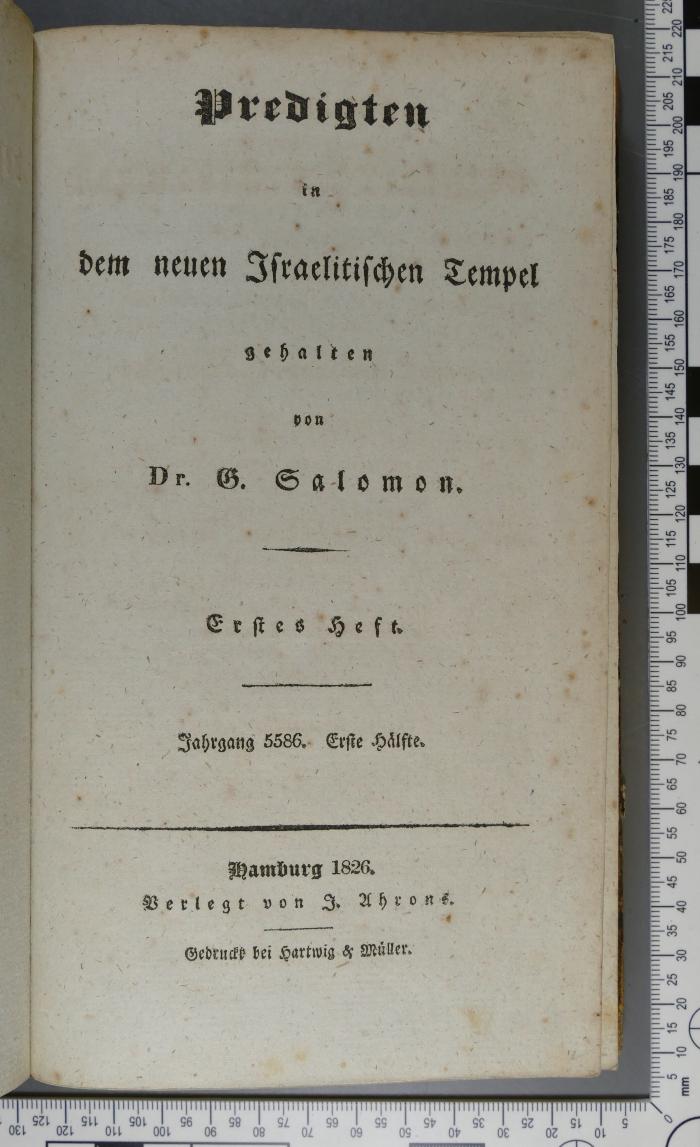 Predigten
in
dem neuen Israelitischen Tempel
gehalten
von
Dr. G. Salomon.
Erstes Heft.
Jahrgang 5586. Erste Hälfte.
Hamburg 1826.
Verlegt von J. Ahrons.
Gedruckt bei Hartwig & Müller.